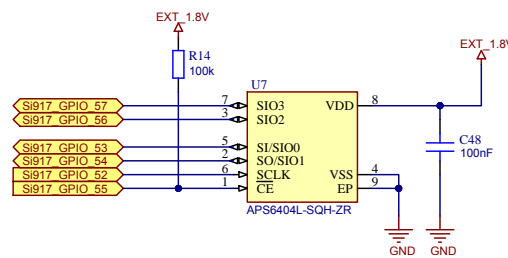 EXT_1.8V
EXT_1.8V
R14
100k
U7
Si917_GPIO_57 7 SIO3 VDD 8
Si917_GPIO_56 3 SIO2
C48
100nF
Si917_GPIO_53 5 SI/SIO0
Si917_GPIO_54 2 SO/SIO1
Si917_GPIO_52 6 SCLK VSS 4
Si917_GPIO_55 1 CE EP 9
APS6404L-SQH-ZR
GND GND